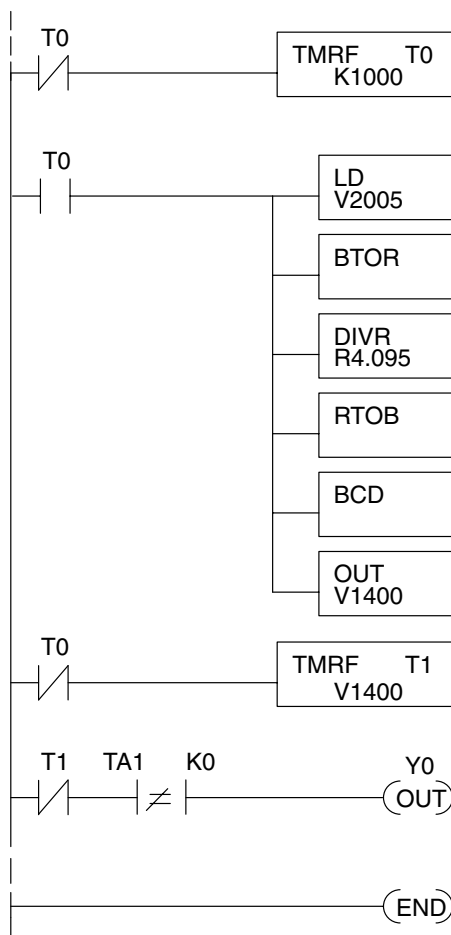 T0
TMRF T0
K1000
T0
LD
V2005
BTOR
DIVR
R4.095
RTOB
BCD
OUT
V1400
T0
TMRF T1
V1400
T1 TA1 K0 Y0
OUT
END